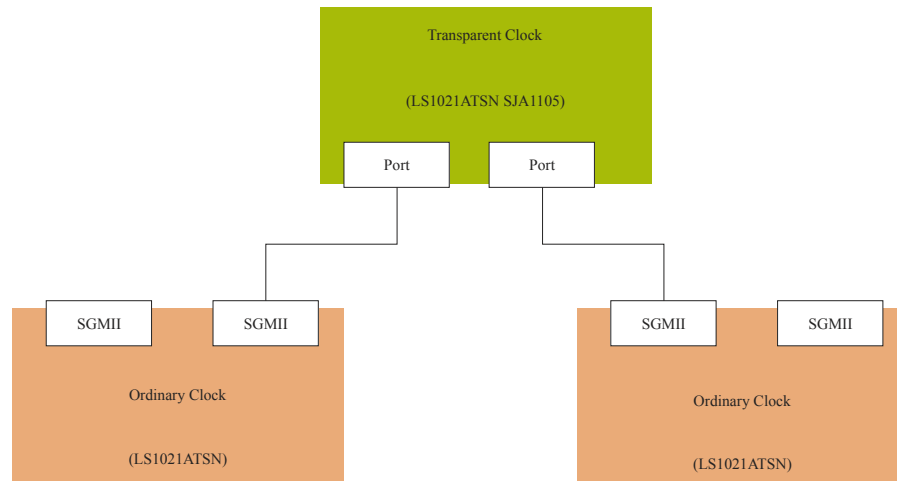 Transparent Clock
(LS1021ATSN SJA1105)
Port
Port
SGMII
SGMII
SGMII
SGMII
Ordinary Clock
(LS1021ATSN)
Ordinary Clock
(LS1021ATSN)